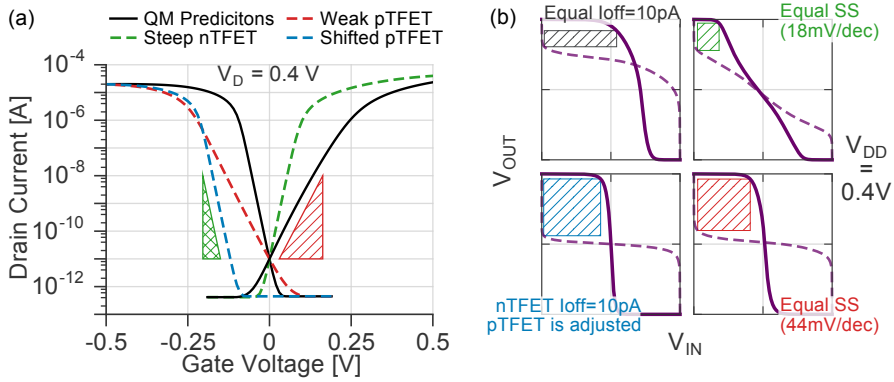 (a)
QM Predicitons
Weak pTFET
Steep nTFET
Shifted pTFET
V_D = 0.4 V
Drain Current [A]
10^-4
10^-6
10^-8
10^-10
10^-12
-0.5
-0.25
0
0.25
0.5
Gate Voltage [V]
(b)
Equal Ioff=10pA
Equal SS
(18mV/dec)
V_OUT
V_DD
=
0.4V
nTFET Ioff=10pA
pTFET is adjusted
Equal SS
(44mV/dec)
V_IN